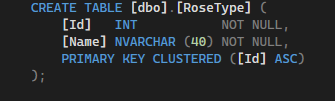 CREATE TABLE [dbo].[RoseType] (
[Id] INT NOT NULL,
[Name] NVARCHAR (40) NOT NULL,
PRIMARY KEY CLUSTERED ([Id] ASC)
);